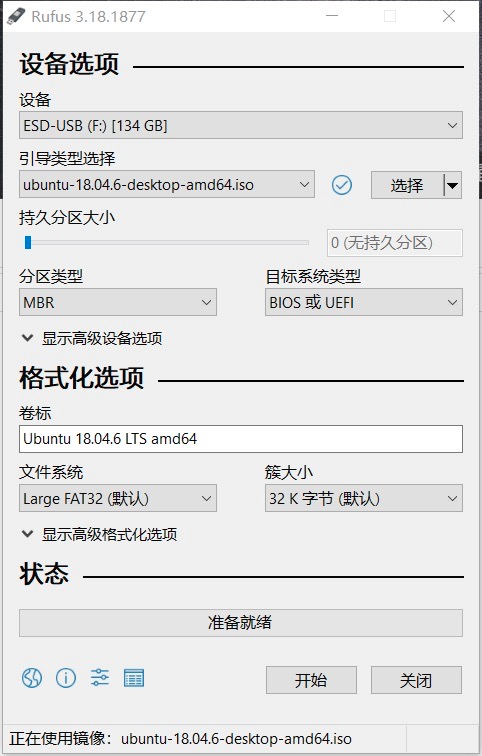 Rufus 3.18.1877
设备选项
设备
ESD-USB (F:) [134 GB]
引导类型选择
ubuntu-18.04.6-desktop-amd64.iso
选择
持久分区大小
0 (无持久分区)
分区类型
目标系统类型
MBR
BIOS 或 UEFI
显示高级设备选项
格式化选项
卷标
Ubuntu 18.04.6 LTS amd64
文件系统
簇大小
Large FAT32 (默认)
32 K 字节 (默认)
显示高级格式化选项
状态
准备就绪
开始
关闭
正在使用镜像：ubuntu-18.04.6-desktop-amd64.iso